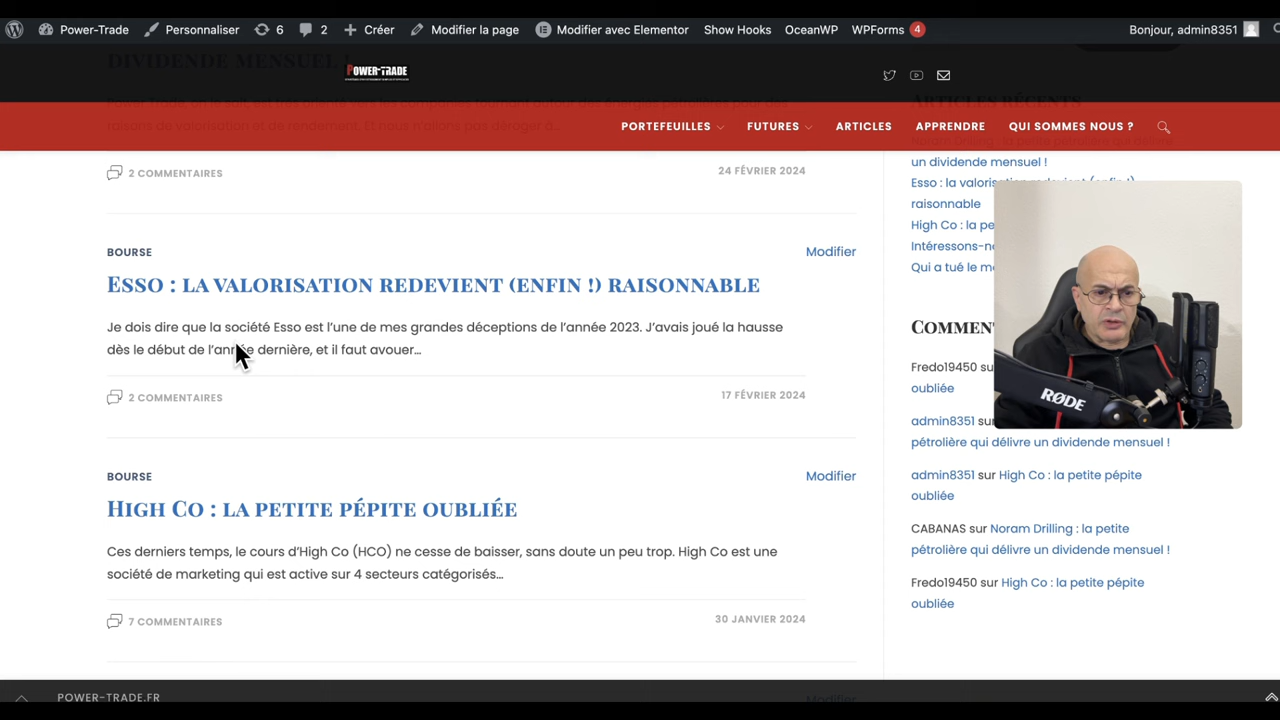 Power-Trade
Personnaliser
6
2
Créer
Modifier la page
Modifier avec Elementor
Show Hooks
OceanWP
WPForms 4
Bonjour, admin8351
DIVIDENDE MENSUEL !
POWER-TRADE
PORTEFEUILLES
FUTURES
ARTICLES
APPRENDRE
QUI SOMMES NOUS ?
2 COMMENTAIRES
24 FÉVRIER 2024
BOURSE
Modifier
Esso : la valorisation redevient (enfin !) raisonnable
Je dois dire que la société Esso est l'une de mes grandes déceptions de l'année 2023. J'avais joué la hausse
dès le début de l'année dernière, et il faut avouer…
2 COMMENTAIRES
17 FÉVRIER 2024
BOURSE
Modifier
High Co : la petite pépite oubliée
Ces derniers temps, le cours d'High Co (HCO) ne cesse de baisser, sans doute un peu trop. High Co est une
société de marketing qui est active sur 4 secteurs catégorisés…
7 COMMENTAIRES
30 JANVIER 2024
Articles récents
un dividende mensuel !
Esso : la valorisation redevient (enfin !)
raisonnable
High Co : la pe
Intéressons-n
Qui a tué le m
Commen
Fredo19450 su
oubliée
admin8351 sur
pétrolière qui délivre un dividende mensuel !
admin8351 sur High Co : la petite pépite
oubliée
CABANAS sur Noram Drilling : la petite
pétrolière qui délivre un dividende mensuel !
Fredo19450 sur High Co : la petite pépite
oubliée
RØDE
POWER-TRADE.FR
Modifier